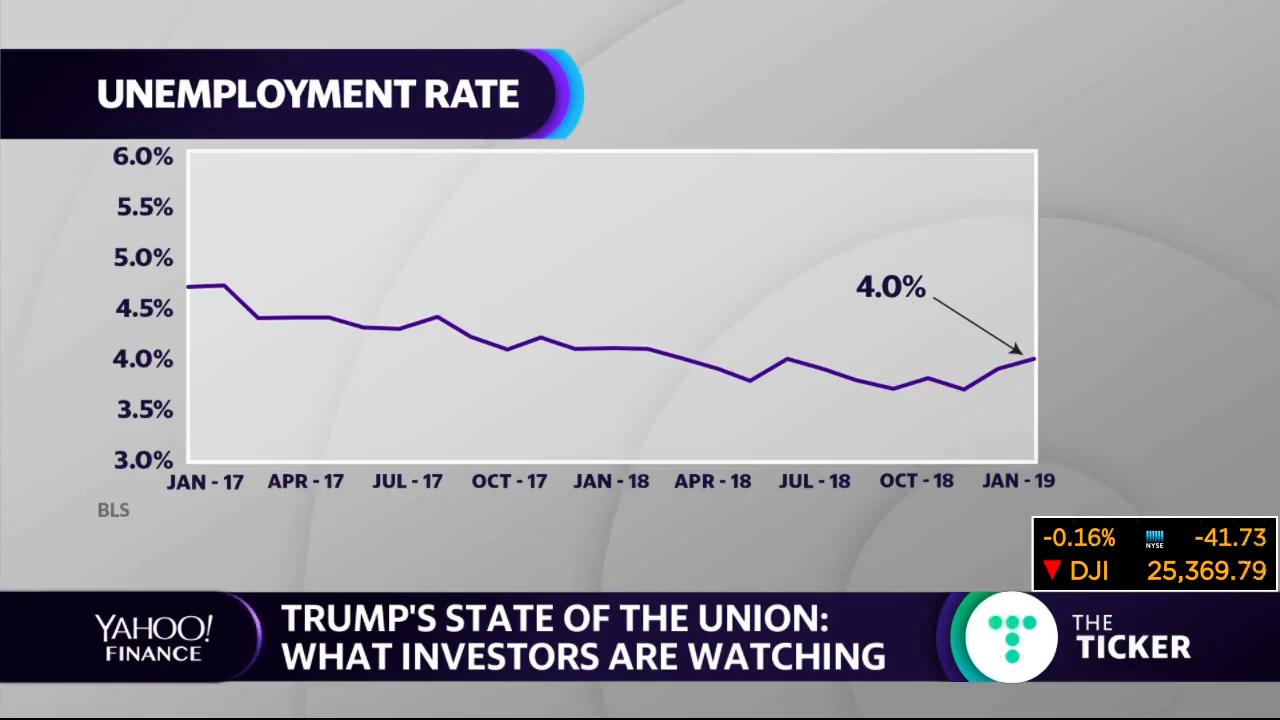 UNEMPLOYMENT RATE
6.0%
5.5%
5.0%
4.5%
4.0%
3.5%
3.0%
4.0%
JAN - 17 APR - 17 JUL - 17 OCT - 17 JAN - 18 APR - 18 JUL - 18 OCT - 18 JAN - 19
BLS
-0.16% NYSE -41.73
DJI 25,369.79
YAHOO!
FINANCE
TRUMP'S STATE OF THE UNION:
WHAT INVESTORS ARE WATCHING
THE
TICKER